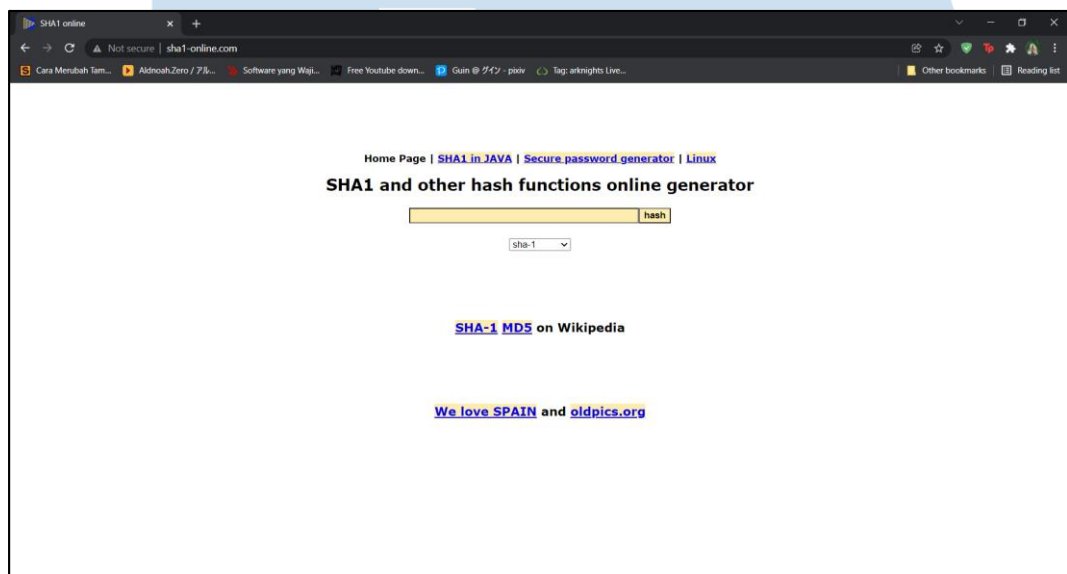 SHA1 online
Not secure | sha1-online.com
Cara Merubah Tam... Aldnoah.Zero / アル... Software yang Waji... Free Youtube down... Guin @ グイン - pixiv Tag: arknights Live... Other bookmarks Reading list
Home Page | SHA1 in JAVA | Secure password generator | Linux
SHA1 and other hash functions online generator
hash
sha-1
SHA-1 MD5 on Wikipedia
We love SPAIN and oldpics.org